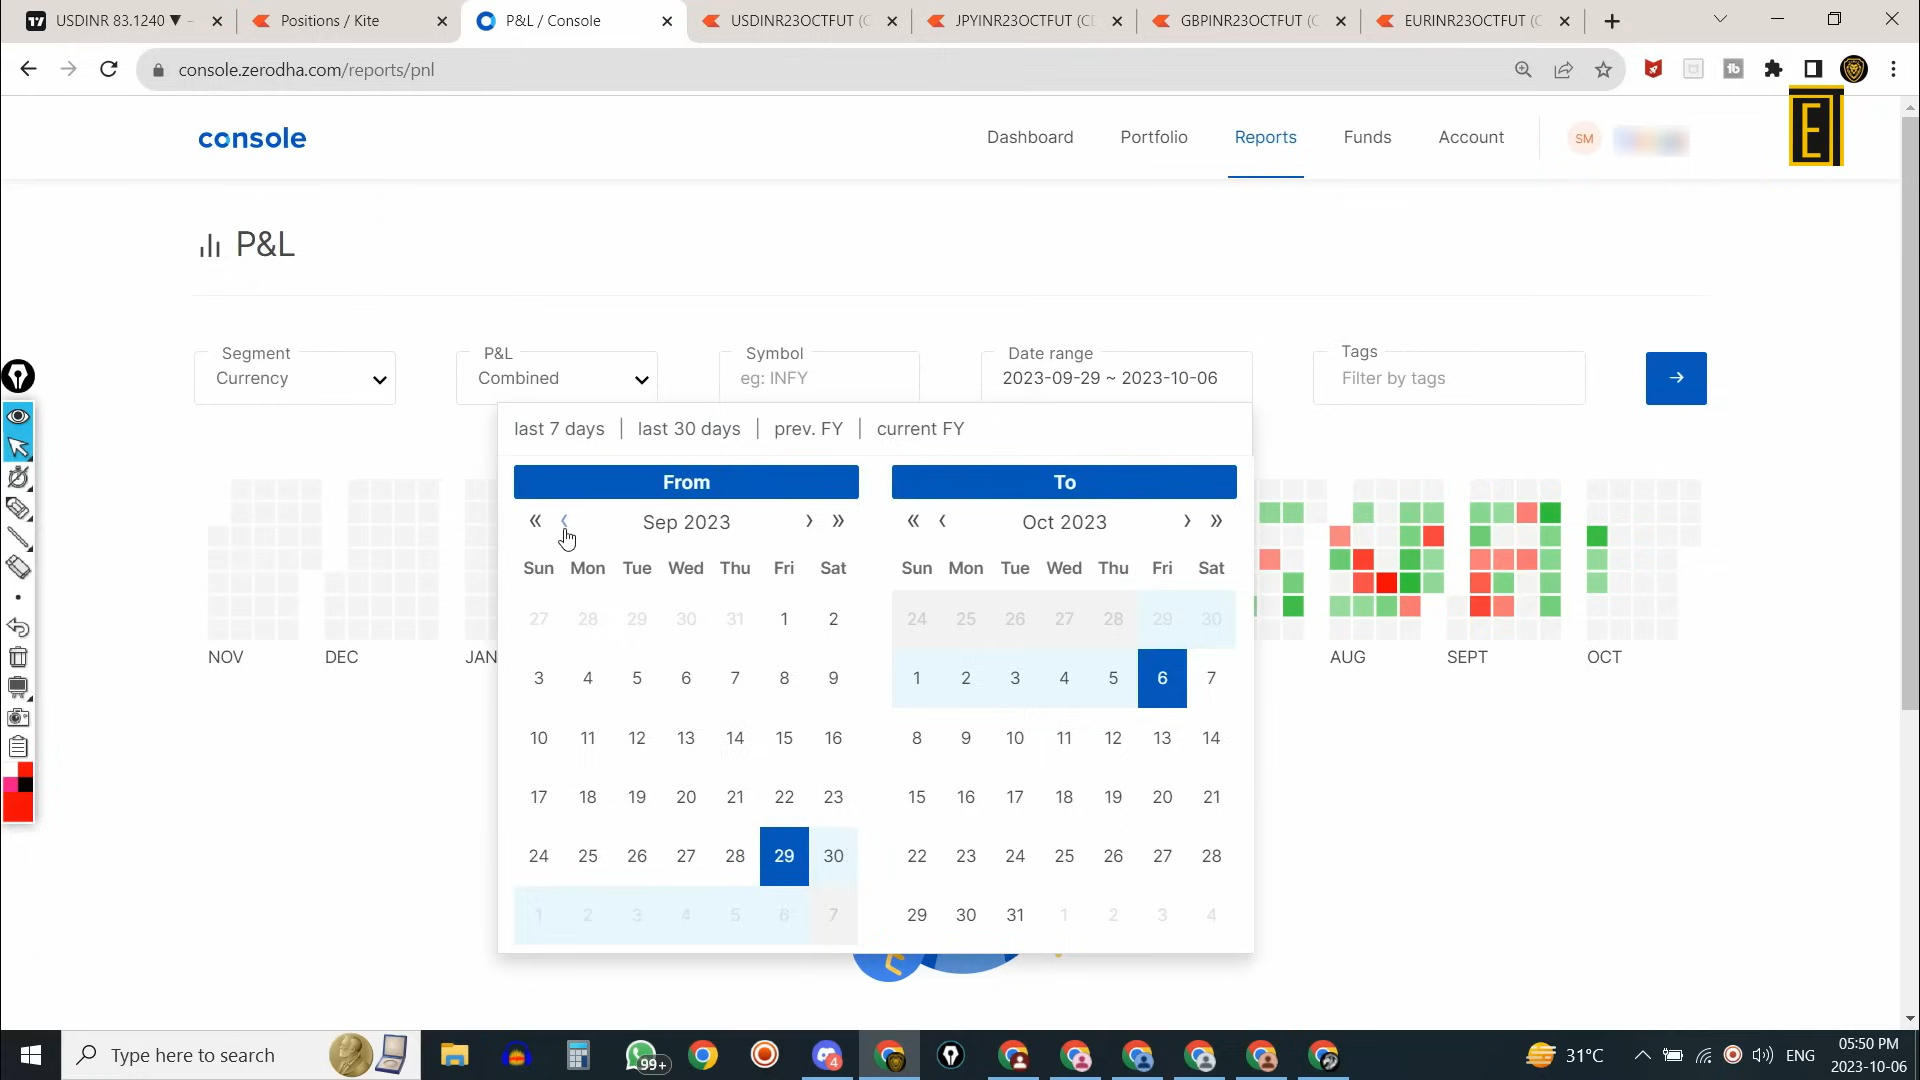 USDINR 83.1240 ▼ -
Positions / Kite
P&L / Console
USDINR23OCTFUT
JPYINR23OCTFUT
GBPINR23OCTFUT
EURINR23OCTFUT
console.zerodha.com/reports/pnl
E
console
Dashboard
Portfolio
Reports
Funds
Account
SM
P&L
Segment
Currency
P&L
Combined
Symbol
eg: INFY
Date range
2023-09-29 ~ 2023-10-06
Tags
Filter by tags
last 7 days | last 30 days | prev. FY | current FY
From
To
« ‹ Sep 2023 › »
« ‹ Oct 2023 › »
Sun Mon Tue Wed Thu Fri Sat
27 28 29 30 31 1 2
3 4 5 6 7 8 9
10 11 12 13 14 15 16
17 18 19 20 21 22 23
24 25 26 27 28 29 30
1 2 3 4 5 6 7
Sun Mon Tue Wed Thu Fri Sat
24 25 26 27 28 29 30
1 2 3 4 5 6 7
8 9 10 11 12 13 14
15 16 17 18 19 20 21
22 23 24 25 26 27 28
29 30 31 1 2 3 4
NOV
DEC
JAN
AUG
SEPT
OCT
Type here to search
99+
4
31°C
ENG
05:50 PM
2023-10-06